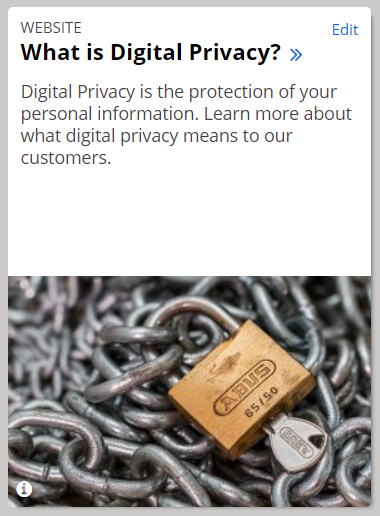 WEBSITE
Edit
What is Digital Privacy? »
Digital Privacy is the protection of your
personal information. Learn more about
what digital privacy means to our
customers.
ABUS
65/50
ABUS